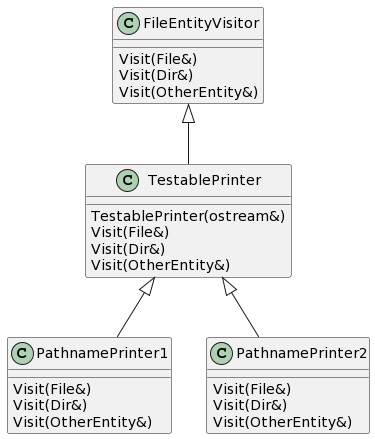 C FileEntityVisitor
Visit(File&)
Visit(Dir&)
Visit(OtherEntity&)
C TestablePrinter
TestablePrinter(ostream&)
Visit(File&)
Visit(Dir&)
Visit(OtherEntity&)
C PathnamePrinter1
Visit(File&)
Visit(Dir&)
Visit(OtherEntity&)
C PathnamePrinter2
Visit(File&)
Visit(Dir&)
Visit(OtherEntity&)